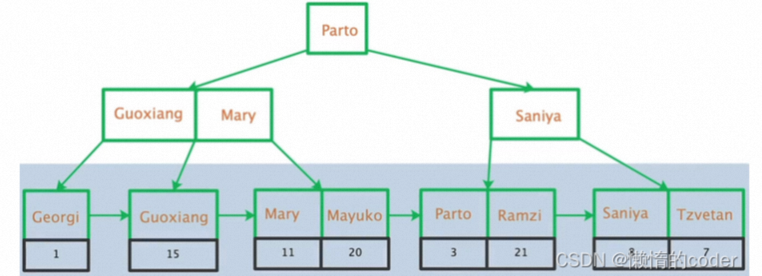 Parto
Guoxiang Mary Saniya
Georgi Guoxiang Mary Mayuko Parto Ramzi Saniya Tzvetan
1 15 11 20 3 21 8 7
CSDN @懒惰的coder